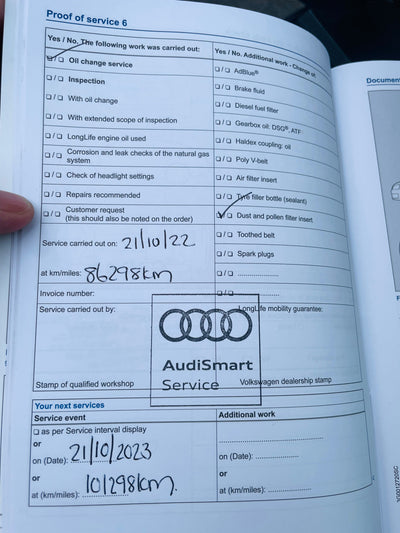 Proof of service 6
Yes / No. The following work was carried out:
Yes / No. Additional work - Change of:
❑ / ❑ Oil change service
❑ / ❑ Inspection
❑ / ❑ With oil change
❑ / ❑ With extended scope of inspection
❑ / ❑ LongLife engine oil used
❑ / ❑ Corrosion and leak checks of the natural gas
system
❑ / ❑ Check of headlight settings
❑ / ❑ Repairs recommended
❑ / ❑ Customer request
(this should also be noted on the order)
❑ / ❑ AdBlue®
❑ / ❑ Brake fluid
❑ / ❑ Diesel fuel filter
❑ / ❑ Gearbox oil: DSG®, ATF
❑ / ❑ Haldex coupling: oil
❑ / ❑ Poly V-belt
❑ / ❑ Air filter insert
❑ / ❑ Tyre filler bottle (sealant)
❑ / ❑ Dust and pollen filter insert
❑ / ❑ Toothed belt
❑ / ❑ Spark plugs
❑ / ❑ ....................
❑ / ❑ ....................
Service carried out on: 21/10/22
at km/miles: 86298km
Invoice number:
Service carried out by:
LongLife mobility guarantee:
AudiSmart
Service
Stamp of qualified workshop
Volkswagen dealership stamp
Your next services
Service event
Additional work
❑ as per Service interval display
or
on (Date): 21/10/2023
or
at (km/miles): 101298km.
on (Date): ....................
or
at (km/miles): ....................
Document